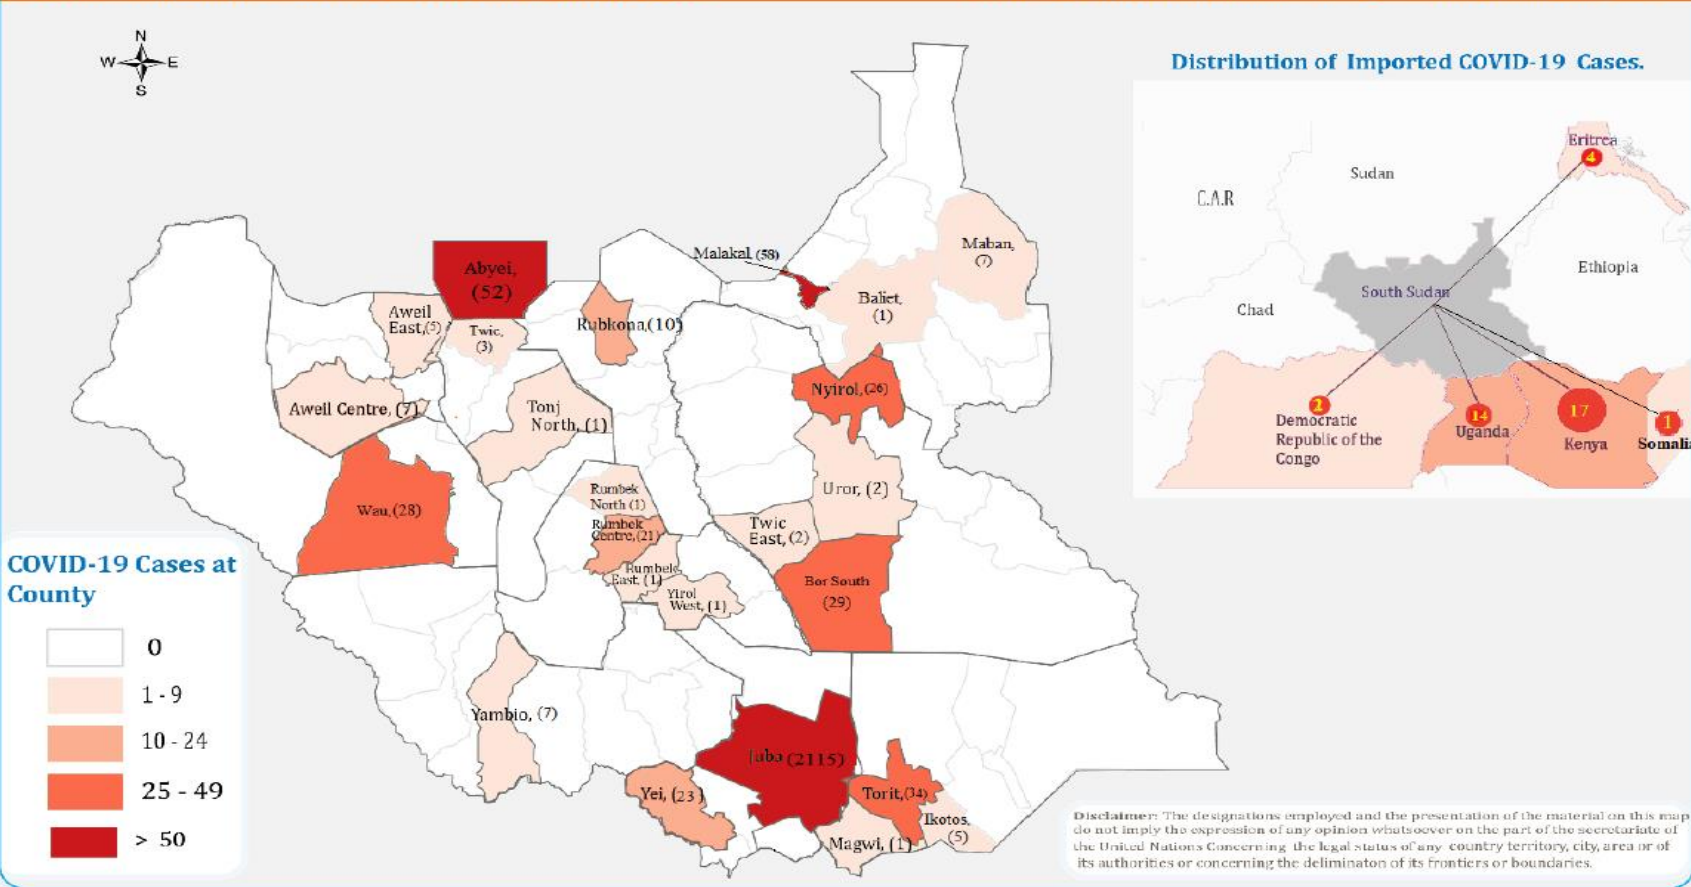 N
W E
S
Distribution of Imported COVID-19 Cases.
Eritrea
4
Sudan
C.A.R
Ethiopia
South Sudan
Chad
2
Democratic
Republic of the
Congo
14
Uganda
17
Kenya
1
Somalia
Malakal, (58)
Maban,
(7)
Abyei,
(52)
Baliet,
(1)
Aweil
East,(5)
Twic,
(3)
Rubkona,(10)
Nyirol,(26)
Aweil Centre, (7)
Tonj
North, (1)
Rumbek
North (1)
Uror, (2)
Wau,(28)
Rumbek
Centre,(21)
Twic
East, (2)
Rumbek
East, (1)
Yirol
West, (1)
Bor South
(29)
Yambio, (7)
Juba (2115)
Yei, (23)
Torit,(34)
Ikotos,
(5)
Magwi, (1)
COVID-19 Cases at
County
0
1 - 9
10 - 24
25 - 49
> 50
Disclaimer: The designations employed and the presentation of the material on this map
do not imply the expression of any opinion whatsoever on the part of the secretariate of
the United Nations Concerning the legal status of any country territory, city, area or of
its authorities or concerning the deliminaton of its frontiers or boundaries.